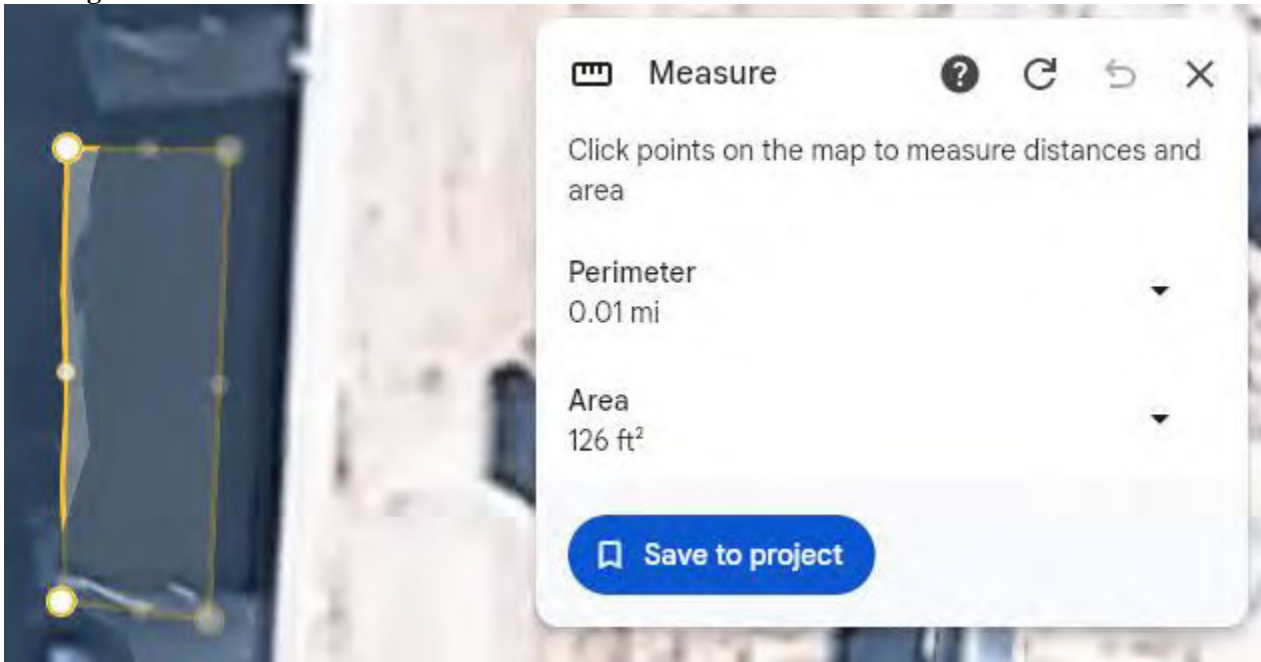 Measure
Click points on the map to measure distances and
area
Perimeter
0.01 mi
Area
126 ft²
Save to project